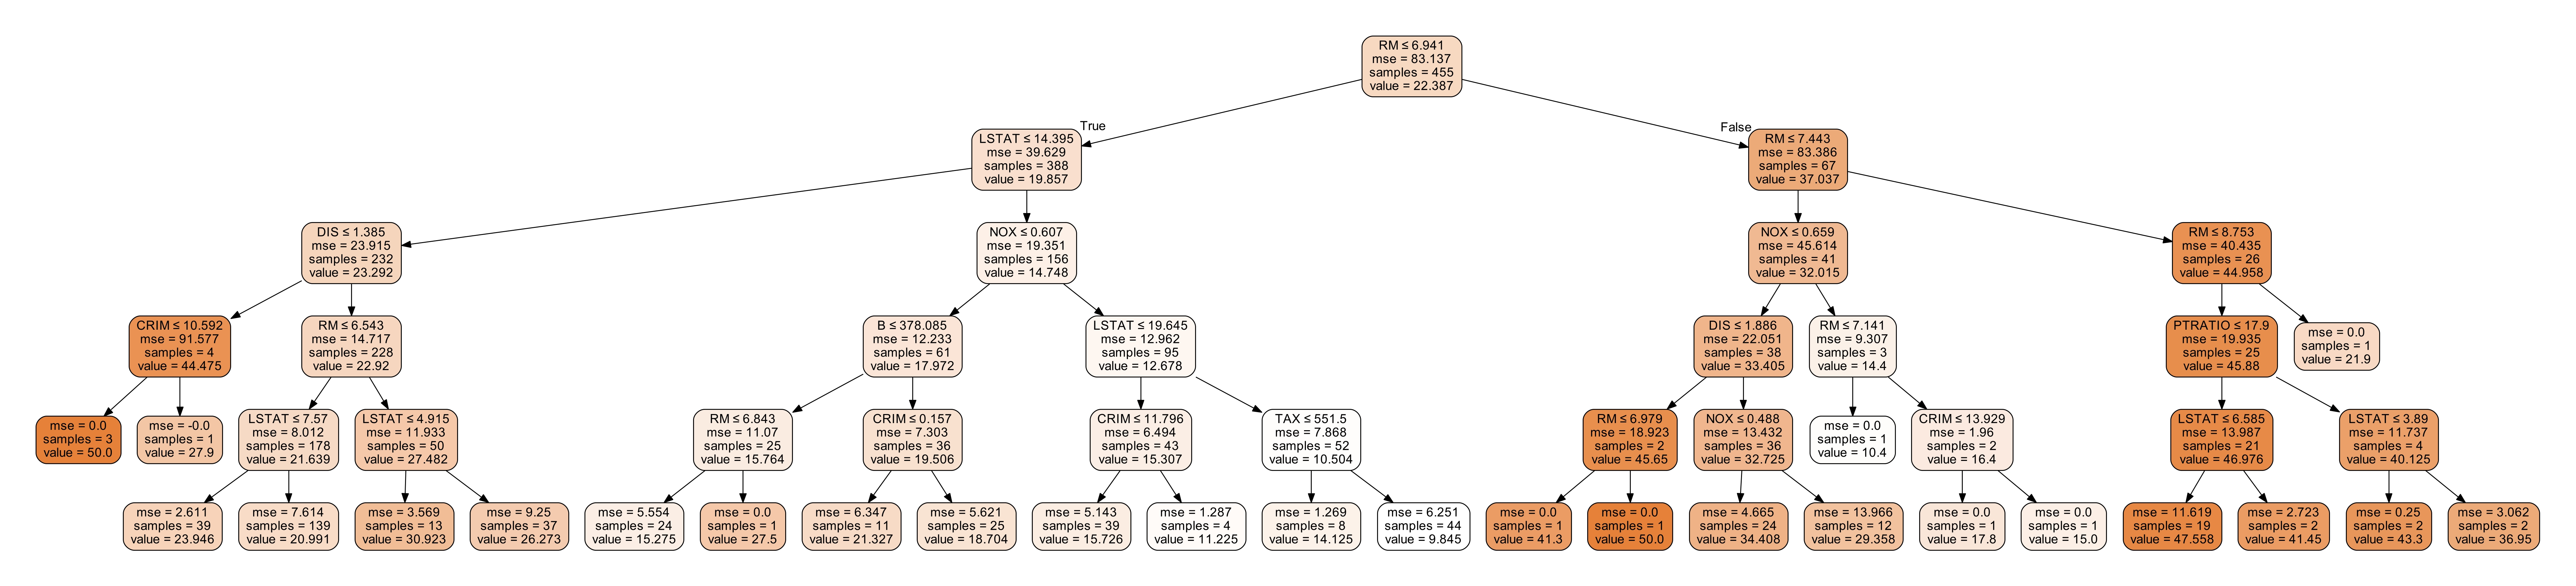 RM ≤ 6.941
mse = 83.137
samples = 455
value = 22.387
True
False
LSTAT ≤ 14.395
mse = 39.629
samples = 388
value = 19.857
RM ≤ 7.443
mse = 83.386
samples = 67
value = 37.037
DIS ≤ 1.385
mse = 23.915
samples = 232
value = 23.292
NOX ≤ 0.607
mse = 19.351
samples = 156
value = 14.748
NOX ≤ 0.659
mse = 45.614
samples = 41
value = 32.015
RM ≤ 8.753
mse = 40.435
samples = 26
value = 44.958
CRIM ≤ 10.592
mse = 91.577
samples = 4
value = 44.475
RM ≤ 6.543
mse = 14.717
samples = 228
value = 22.92
B ≤ 378.085
mse = 12.233
samples = 61
value = 17.972
LSTAT ≤ 19.645
mse = 12.962
samples = 95
value = 12.678
DIS ≤ 1.886
mse = 22.051
samples = 38
value = 33.405
RM ≤ 7.141
mse = 9.307
samples = 3
value = 14.4
PTRATIO ≤ 17.9
mse = 19.935
samples = 25
value = 45.88
mse = 0.0
samples = 1
value = 21.9
mse = 0.0
samples = 3
value = 50.0
mse = -0.0
samples = 1
value = 27.9
LSTAT ≤ 7.57
mse = 8.012
samples = 178
value = 21.639
LSTAT ≤ 4.915
mse = 11.933
samples = 50
value = 27.482
RM ≤ 6.843
mse = 11.07
samples = 25
value = 15.764
CRIM ≤ 0.157
mse = 7.303
samples = 36
value = 19.506
CRIM ≤ 11.796
mse = 6.494
samples = 43
value = 15.307
TAX ≤ 551.5
mse = 7.868
samples = 52
value = 10.504
RM ≤ 6.979
mse = 18.923
samples = 2
value = 45.65
NOX ≤ 0.488
mse = 13.432
samples = 36
value = 32.725
mse = 0.0
samples = 1
value = 10.4
CRIM ≤ 13.929
mse = 1.96
samples = 2
value = 16.4
LSTAT ≤ 6.585
mse = 13.987
samples = 21
value = 46.976
LSTAT ≤ 3.89
mse = 11.737
samples = 4
value = 40.125
mse = 2.611
samples = 39
value = 23.946
mse = 7.614
samples = 139
value = 20.991
mse = 3.569
samples = 13
value = 30.923
mse = 9.25
samples = 37
value = 26.273
mse = 5.554
samples = 24
value = 15.275
mse = 0.0
samples = 1
value = 27.5
mse = 6.347
samples = 11
value = 21.327
mse = 5.621
samples = 25
value = 18.704
mse = 5.143
samples = 39
value = 15.726
mse = 1.287
samples = 4
value = 11.225
mse = 1.269
samples = 8
value = 14.125
mse = 6.251
samples = 44
value = 9.845
mse = 0.0
samples = 1
value = 41.3
mse = 0.0
samples = 1
value = 50.0
mse = 4.665
samples = 24
value = 34.408
mse = 13.966
samples = 12
value = 29.358
mse = 0.0
samples = 1
value = 17.8
mse = 0.0
samples = 1
value = 15.0
mse = 11.619
samples = 19
value = 47.558
mse = 2.723
samples = 2
value = 41.45
mse = 0.25
samples = 2
value = 43.3
mse = 3.062
samples = 2
value = 36.95